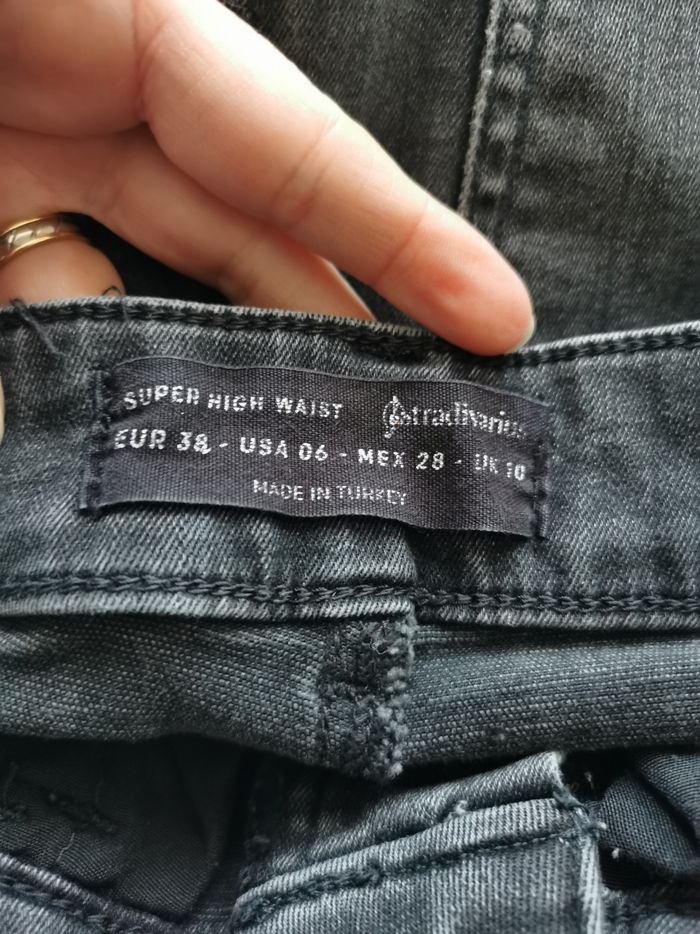 SUPER HIGH WAIST stradivarius
EUR 38 - USA 06 - MEX 28 - UK 10
MADE IN TURKEY